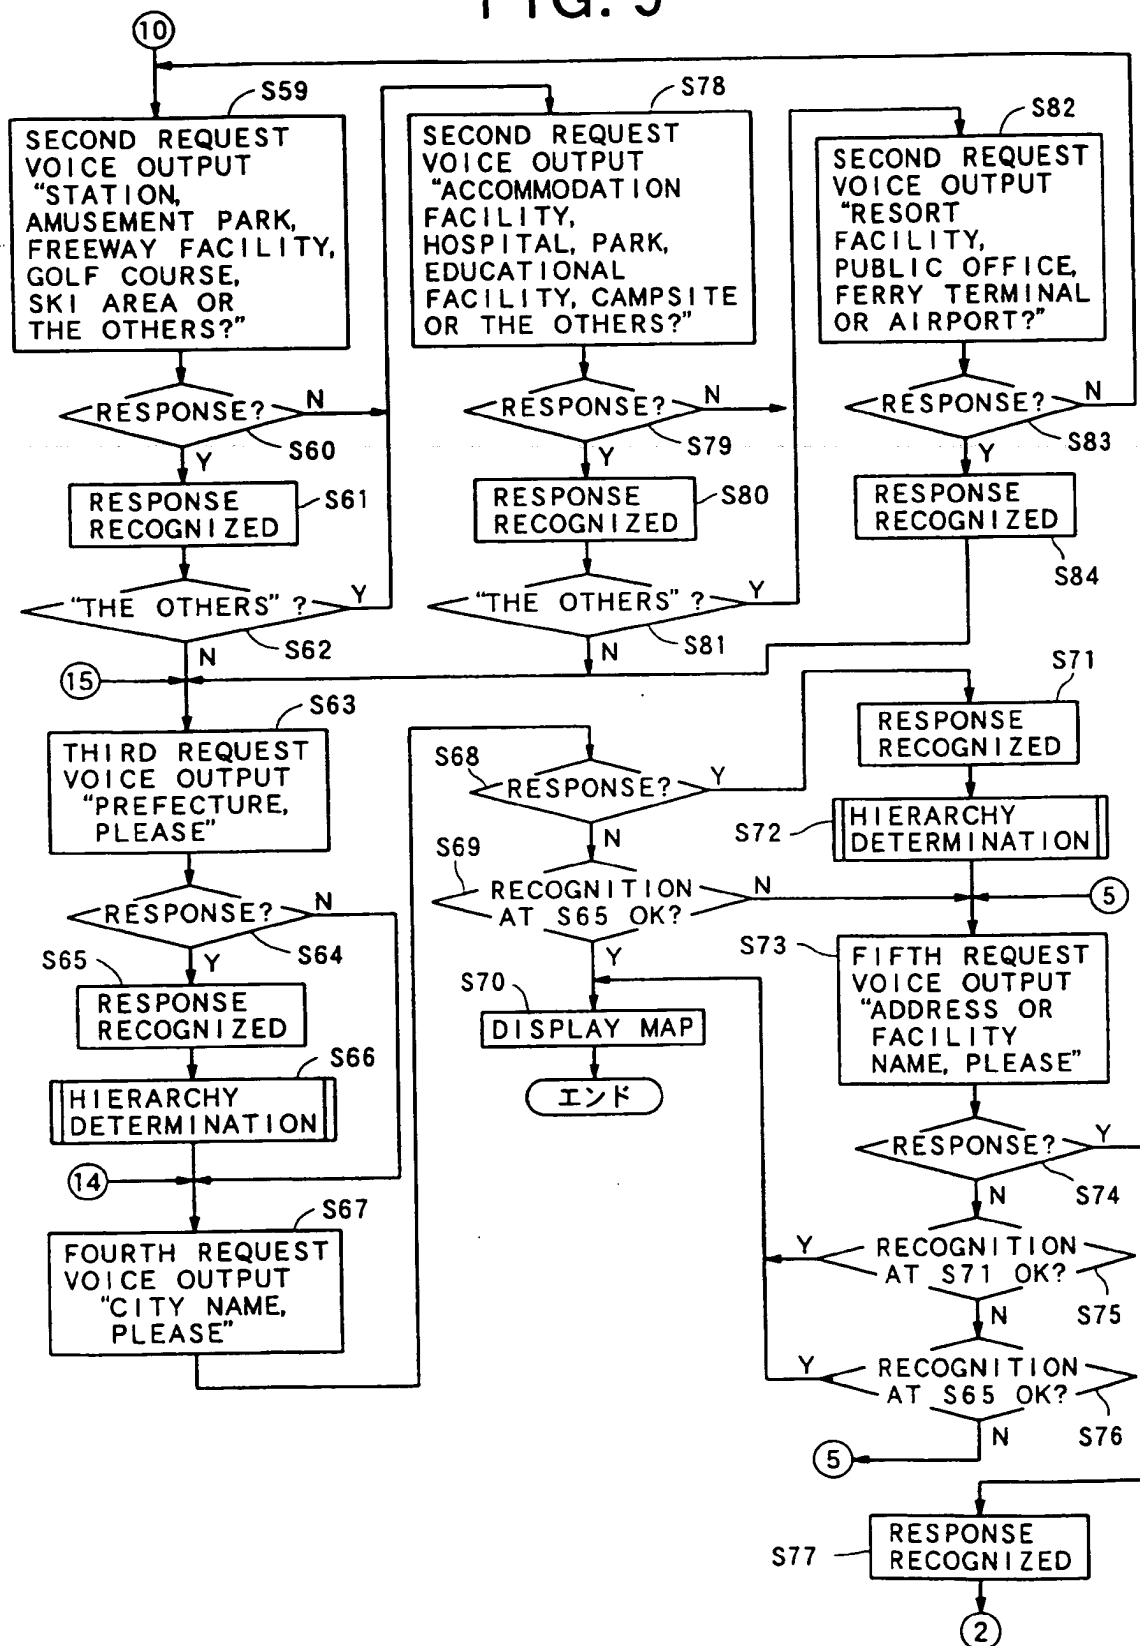 FIG. 9
10
S59
SECOND REQUEST
VOICE OUTPUT
"STATION,
AMUSEMENT PARK,
FREEWAY FACILITY,
GOLF COURSE,
SKI AREA OR
THE OTHERS?"
RESPONSE?
N
S60
Y
RESPONSE
RECOGNIZED
S61
"THE OTHERS" ?
Y
S62
N
15
S78
SECOND REQUEST
VOICE OUTPUT
"ACCOMMODATION
FACILITY,
HOSPITAL, PARK,
EDUCATIONAL
FACILITY, CAMPSITE
OR THE OTHERS?"
RESPONSE?
N
S79
Y
RESPONSE
RECOGNIZED
S80
"THE OTHERS" ?
Y
S81
N
S82
SECOND REQUEST
VOICE OUTPUT
"RESORT
FACILITY,
PUBLIC OFFICE,
FERRY TERMINAL
OR AIRPORT?"
RESPONSE?
N
S83
Y
RESPONSE
RECOGNIZED
S84
S63
THIRD REQUEST
VOICE OUTPUT
"PREFECTURE,
PLEASE"
RESPONSE?
N
S64
Y
S65
RESPONSE
RECOGNIZED
S66
HIERARCHY
DETERMINATION
14
S67
FOURTH REQUEST
VOICE OUTPUT
"CITY NAME,
PLEASE"
S68
RESPONSE?
Y
N
S69
RECOGNITION
AT S65 OK?
N
Y
S70
DISPLAY MAP
エンド
S71
RESPONSE
RECOGNIZED
S72
HIERARCHY
DETERMINATION
5
S73
FIFTH REQUEST
VOICE OUTPUT
"ADDRESS OR
FACILITY
NAME, PLEASE"
RESPONSE?
Y
S74
N
Y
RECOGNITION
AT S71 OK?
S75
N
Y
RECOGNITION
AT S65 OK?
S76
N
5
S77
RESPONSE
RECOGNIZED
2